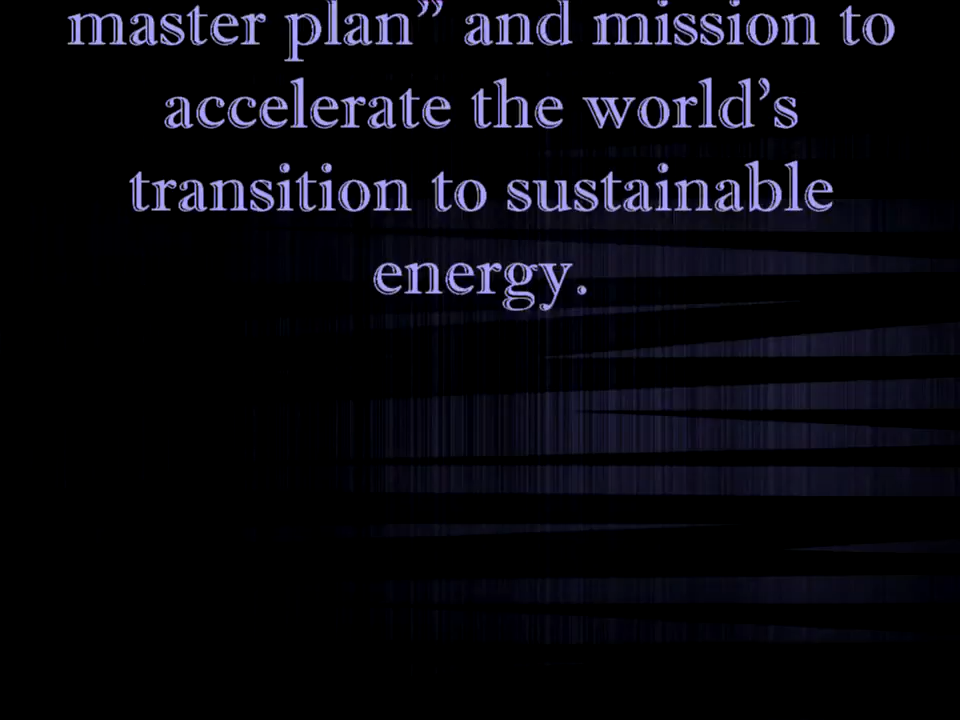 master plan” and mission to
accelerate the world’s
transition to sustainable
energy.